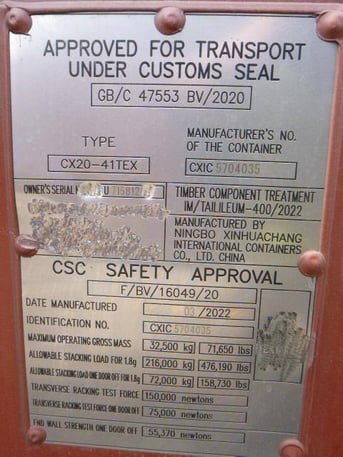 APPROVED FOR TRANSPORT
UNDER CUSTOMS SEAL
GB/C 47553 BV/2020
TYPE
CX20-41TEX
MANUFACTURER'S NO.
OF THE CONTAINER
CXIC 5704035
OWNER'S SERIAL
U 715812
TIMBER COMPONENT TREATMENT
IM/TAILILEUM-400/2022
MANUFACTURED BY
NINGBO XINHUACHANG
INTERNATIONAL CONTAINERS
CO., LTD. CHINA
CSC SAFETY APPROVAL
F/BV/16049/20
DATE MANUFACTURED 03/2022
IDENTIFICATION NO. CXIC 5704035
MAXIMUM OPERATING GROSS MASS 32,500 kg 71,650 lbs
ALLOWABLE STACKING LOAD FOR 1.8g 216,000 kg 476,190 lbs
ALLOWABLE STACKING LOAD ONE DOOR OFF FOR 1.8g 72,000 kg 158,730 lbs
TRANSVERSE RACKING TEST FORCE 150,000 newtons
TRANSVERSE RACKING TEST FORCE ONE DOOR OFF 75,000 newtons
END WALL STRENGTH ONE DOOR OFF 55,370 newtons